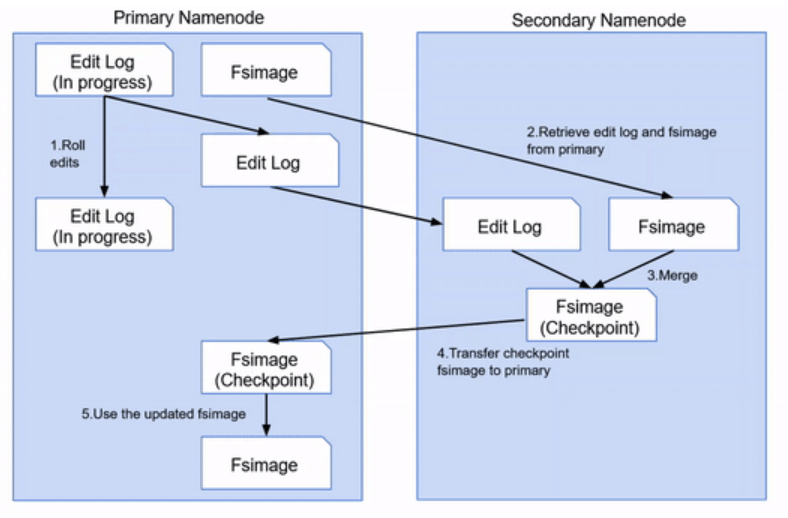 Primary Namenode
Secondary Namenode
Edit Log
(In progress)
Fsimage
1.Roll
edits
2.Retrieve edit log and fsimage
from primary
Edit Log
Edit Log
(In progress)
Edit Log
Fsimage
3.Merge
Fsimage
(Checkpoint)
4.Transfer checkpoint
fsimage to primary
Fsimage
(Checkpoint)
5.Use the updated fsimage
Fsimage